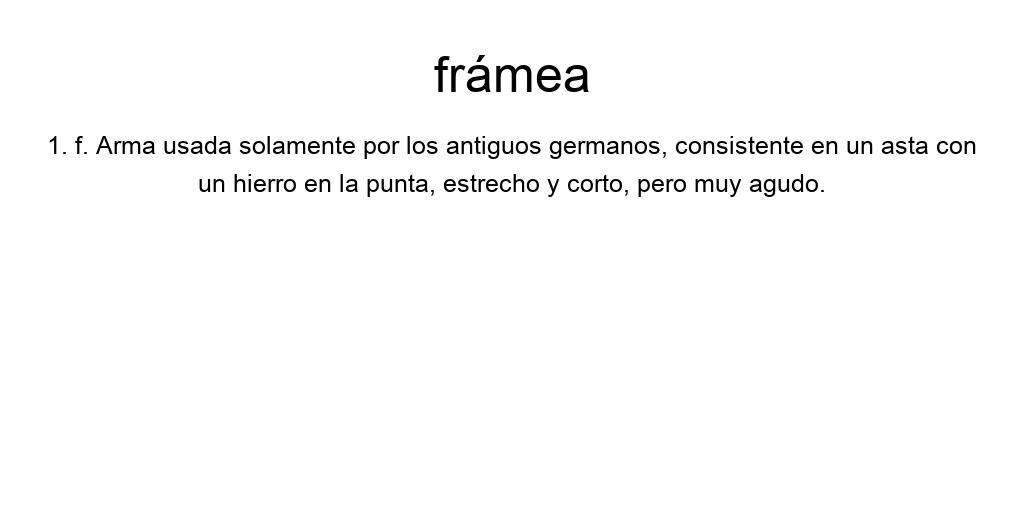 frámea
1. f. Arma usada solamente por los antiguos germanos, consistente en un asta con
un hierro en la punta, estrecho y corto, pero muy agudo.